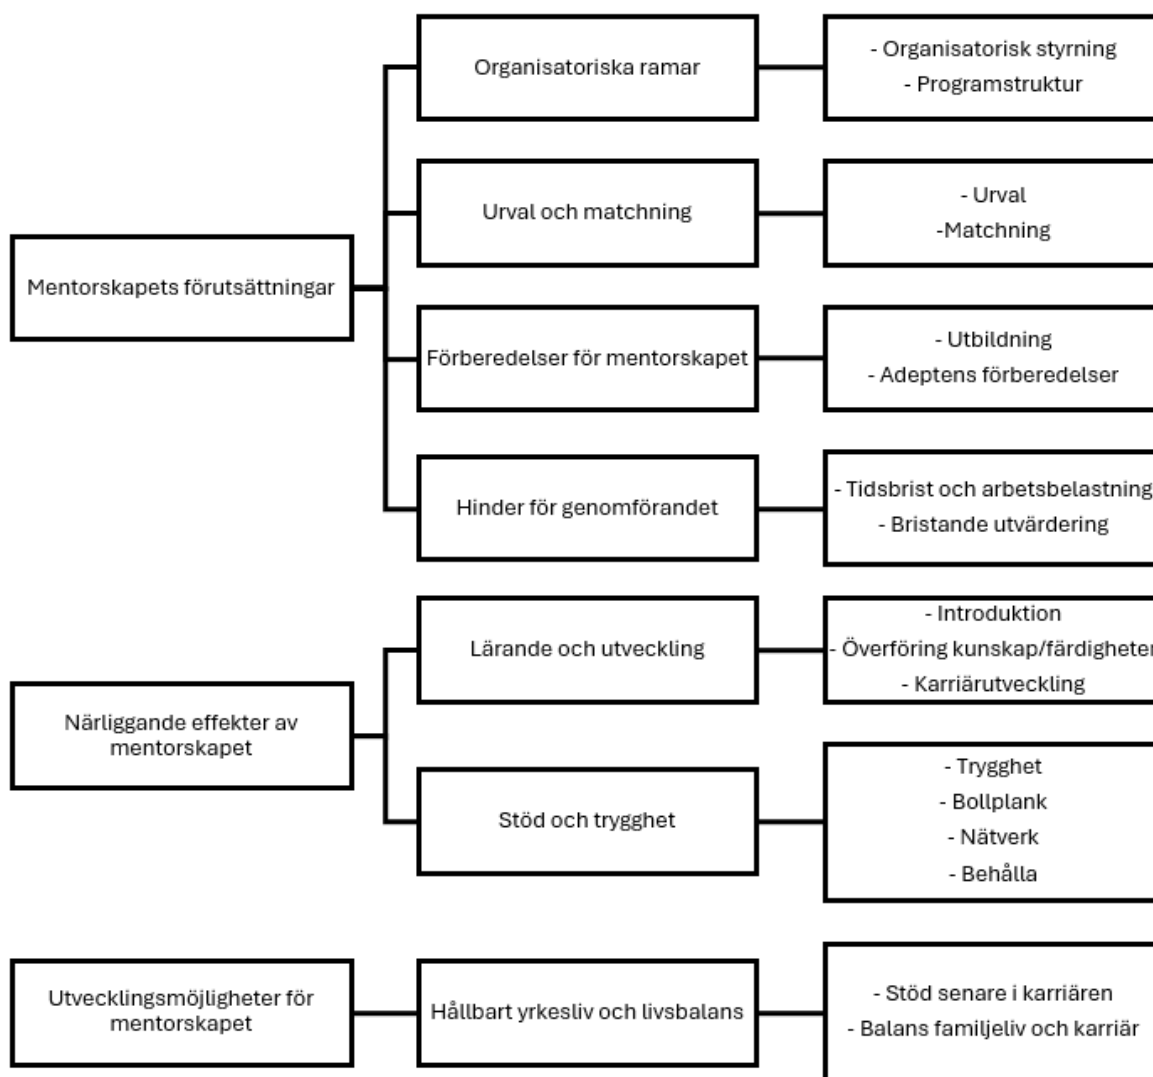 Organisatoriska ramar
- Organisatorisk styrning
- Programstruktur
Urval och matchning
- Urval
-Matchning
Mentorskapets förutsättningar
Förberedelser för mentorskapet
- Utbildning
- Adeptens förberedelser
Hinder för genomförandet
- Tidsbrist och arbetsbelastning
- Bristande utvärdering
Närliggande effekter av
mentorskapet
Lärande och utveckling
- Introduktion
- Överföring kunskap/färdigheter
- Karriärutveckling
Stöd och trygghet
- Trygghet
- Bollplank
- Nätverk
- Behålla
Utvecklingsmöjligheter för
mentorskapet
Hållbart yrkesliv och livsbalans
- Stöd senare i karriären
- Balans familjeliv och karriär